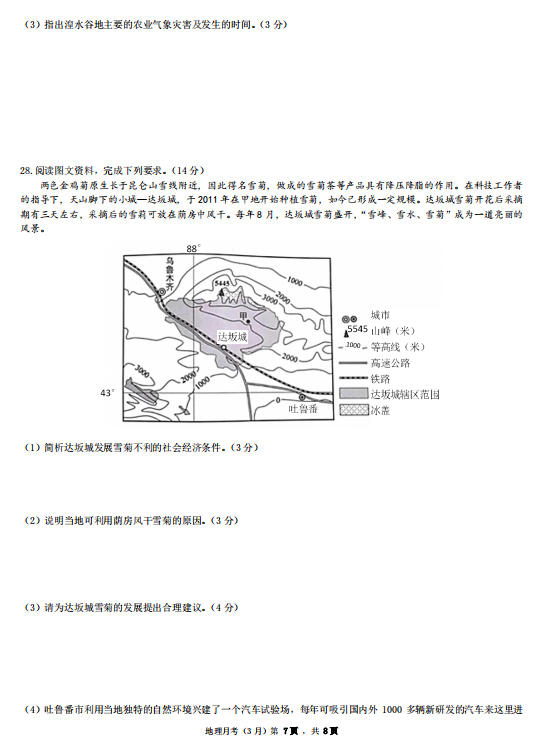 （3）指出湟水谷地主要的农业气象灾害及发生的时间。（3 分）
28.阅读图文资料，完成下列要求。（14 分）
两色金鸡菊原生长于昆仑山雪线附近，因此得名雪菊，做成的雪菊茶等产品具有降压降脂的作用。在科技工作者
的指导下，天山脚下的小城—达坂城，于 2011 年在甲地开始种植雪菊，如今已形成一定规模。达坂城雪菊开花后采摘
期有三天左右，采摘后的雪菊可放在荫房中风干。每年 8 月，达坂城雪菊盛开，“雪峰、雪水、雪菊”成为一道亮丽的
风景。
88°
乌鲁木齐
5445
1000
2000
3000
甲
达坂城
2000
3000
2000
1000
43°
0
吐鲁番
城市
5545 山峰（米）
1000 等高线（米）
高速公路
铁路
达坂城辖区范围
冰盖
（1）简析达坂城发展雪菊不利的社会经济条件。（3 分）
（2）说明当地可利用荫房风干雪菊的原因。（3 分）
（3）请为达坂城雪菊的发展提出合理建议。（4 分）
（4）吐鲁番市利用当地独特的自然环境兴建了一个汽车试验场，每年可吸引国内外 1000 多辆新研发的汽车来这里进
地理月考（3 月）第 7页，共 8页